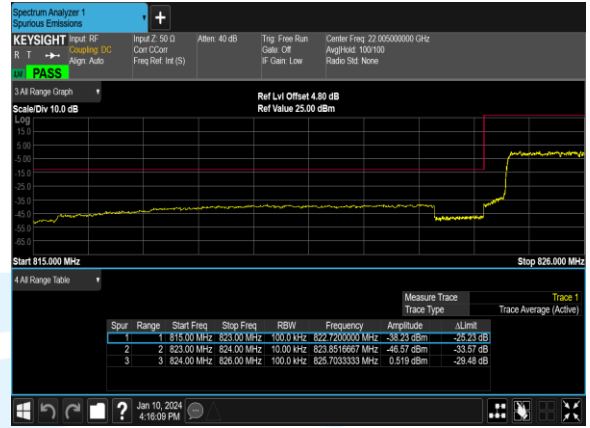 Spectrum Analyzer 1
Spurious Emissions
+
KEYSIGHT
R T
LXI PASS
Input: RF
Coupling: DC
Align: Auto
Input Z: 50 Ω
Corr CCorr
Freq Ref: Int (S)
Atten: 40 dB
Trig: Free Run
Gate: Off
IF Gain: Low
Center Freq: 22.005000000 GHz
Avg|Hold: 100/100
Radio Std: None
3 All Range Graph
Scale/Div 10.0 dB
Ref Lvl Offset 4.80 dB
Ref Value 25.00 dBm
Log
15.0
5.00
-5.00
-15.0
-25.0
-35.0
-45.0
-55.0
-65.0
Start 815.000 MHz
Stop 826.000 MHz
4 All Range Table
Measure Trace Trace 1
Trace Type Trace Average (Active)
Spur Range Start Freq Stop Freq RBW Frequency Amplitude ΔLimit
1 1 815.00 MHz 823.00 MHz 100.0 kHz 822.7200000 MHz -38.23 dBm -25.23 dB
2 2 823.00 MHz 824.00 MHz 10.00 kHz 823.8516667 MHz -46.57 dBm -33.57 dB
3 3 824.00 MHz 826.00 MHz 100.0 kHz 825.7033333 MHz 0.519 dBm -29.48 dB
?
Jan 10, 2024
4:16:09 PM